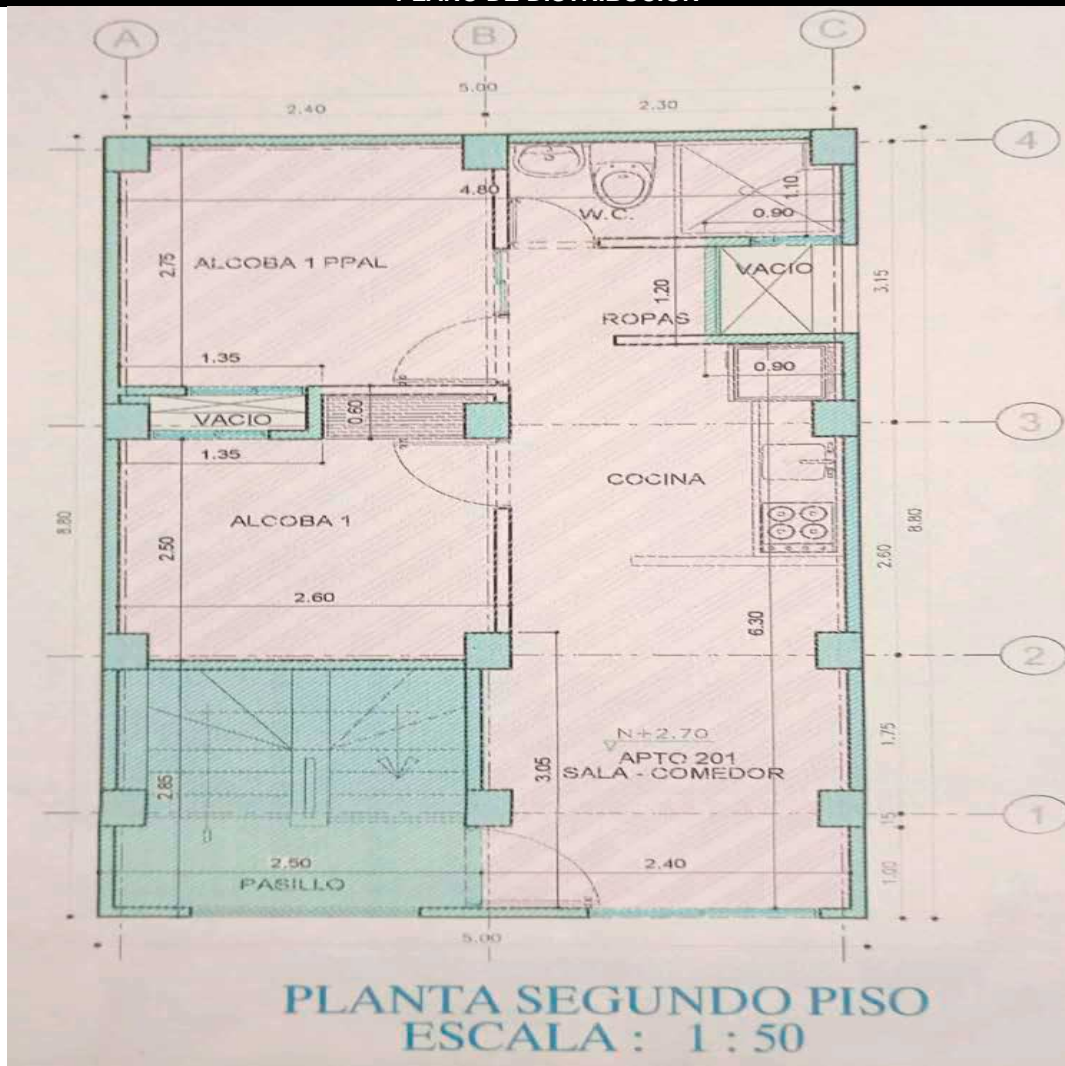 PLANO DE DISTRIBUCION
A
B
C
5.00
2.40
2.30
4
4.80
1.10
W.C.
0.90
2.75
ALCOBA 1 PPAL
VACIO
3.15
1.20
ROPAS
1.35
0.90
VACIO
0.60
3
1.35
COCINA
ALCOBA 1
8.80
8.80
2.50
2.60
2.60
6.30
2
N+2.70
1.75
APTO 201
SALA - COMEDOR
3.05
2.85
1
.15
2.50
2.40
1.00
PASILLO
5.00
PLANTA SEGUNDO PISO
ESCALA : 1 : 50